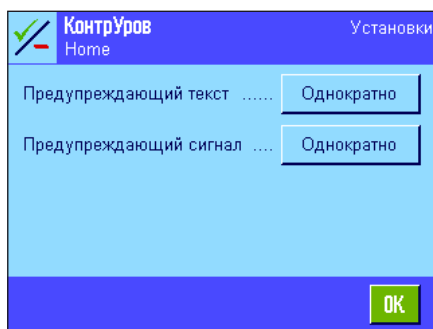 КонтрУров
Установки
Home
Предупреждающий текст ...... Однократно
Предупреждающий сигнал .... Однократно
OK